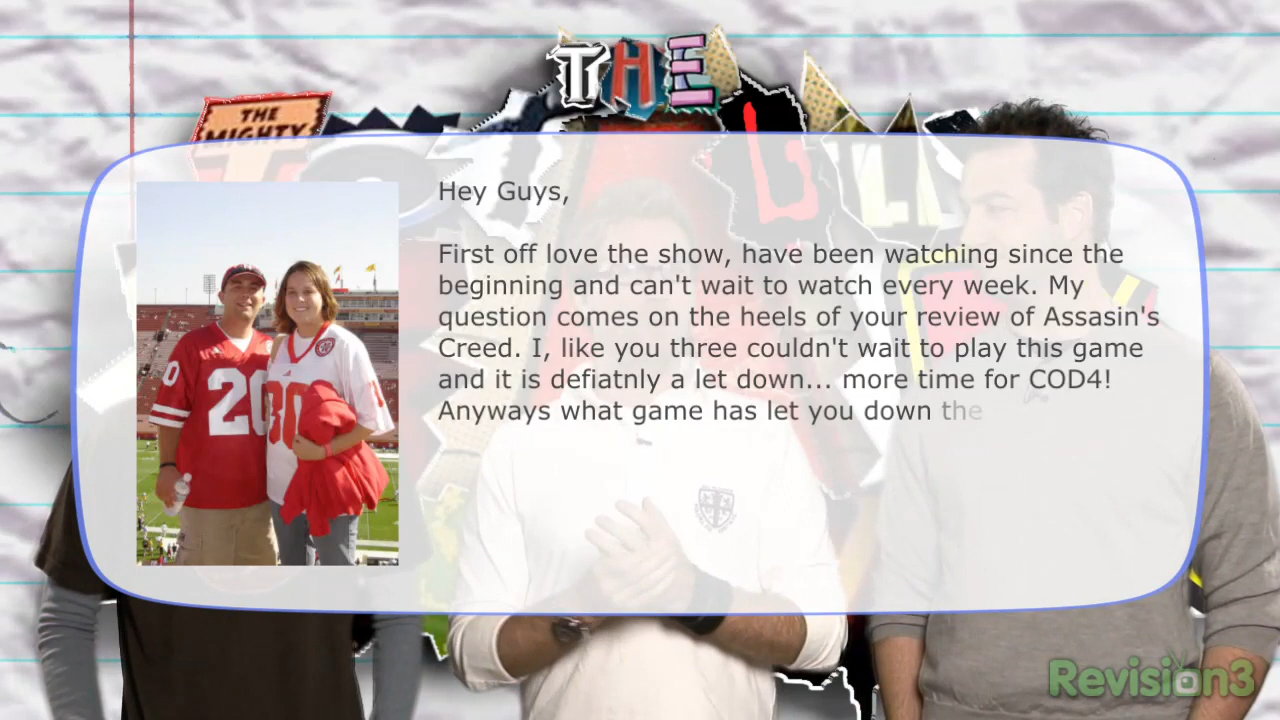 THE
THE
MIGHTY
Hey Guys,
First off love the show, have been watching since the
beginning and can't wait to watch every week. My
question comes on the heels of your review of Assasin's
Creed. I, like you three couldn't wait to play this game
and it is defiatnly a let down... more time for COD4!
Anyways what game has let you down the
20
80
Revision3